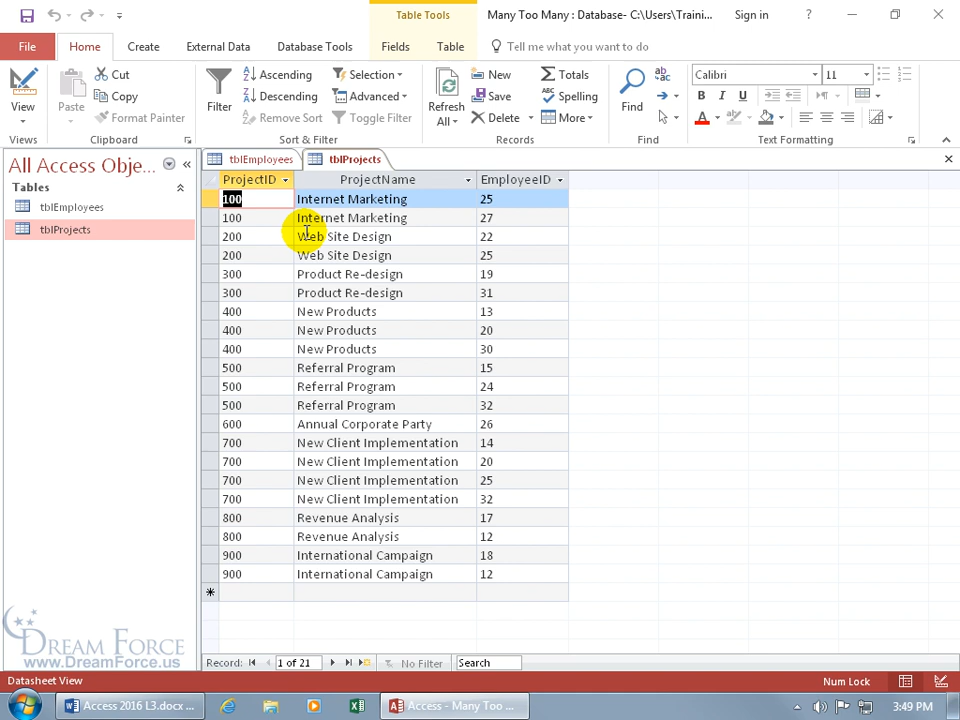 Table Tools
Many Too Many : Database- C:\Users\Traini...
Sign in
?
File
Home
Create
External Data
Database Tools
Fields
Table
Tell me what you want to do
View
Views
Paste
Cut
Copy
Format Painter
Clipboard
Filter
Ascending
Descending
Remove Sort
Selection
Advanced
Toggle Filter
Sort & Filter
Refresh
All
New
Save
Delete
Totals
Spelling
More
Records
Find
Find
Calibri
11
B I U
Text Formatting
All Access Obje...
Tables
tblEmployees
tblProjects
tblEmployees
tblProjects
ProjectID ProjectName EmployeeID
100 Internet Marketing 25
100 Internet Marketing 27
200 Web Site Design 22
200 Web Site Design 25
300 Product Re-design 19
300 Product Re-design 31
400 New Products 13
400 New Products 20
400 New Products 30
500 Referral Program 15
500 Referral Program 24
500 Referral Program 32
600 Annual Corporate Party 26
700 New Client Implementation 14
700 New Client Implementation 20
700 New Client Implementation 25
700 New Client Implementation 32
800 Revenue Analysis 17
800 Revenue Analysis 12
900 International Campaign 18
900 International Campaign 12
Record: 1 of 21 No Filter Search
DREAM FORCE
www.DreamForce.us
Datasheet View
Num Lock
Access 2016 L3.docx ...
Access - Many Too ...
3:49 PM